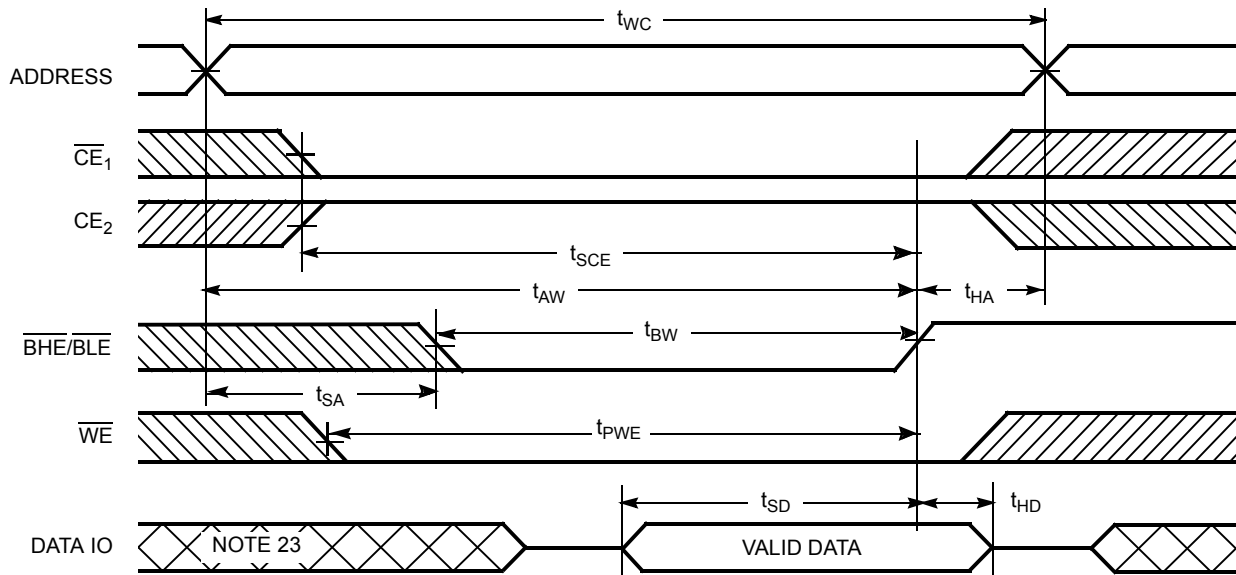 tWC
ADDRESS
CE1
CE2
tSCE
tAW
tHA
BHE/BLE
tBW
tSA
WE
tPWE
tSD
tHD
DATA IO
NOTE 23
VALID DATA